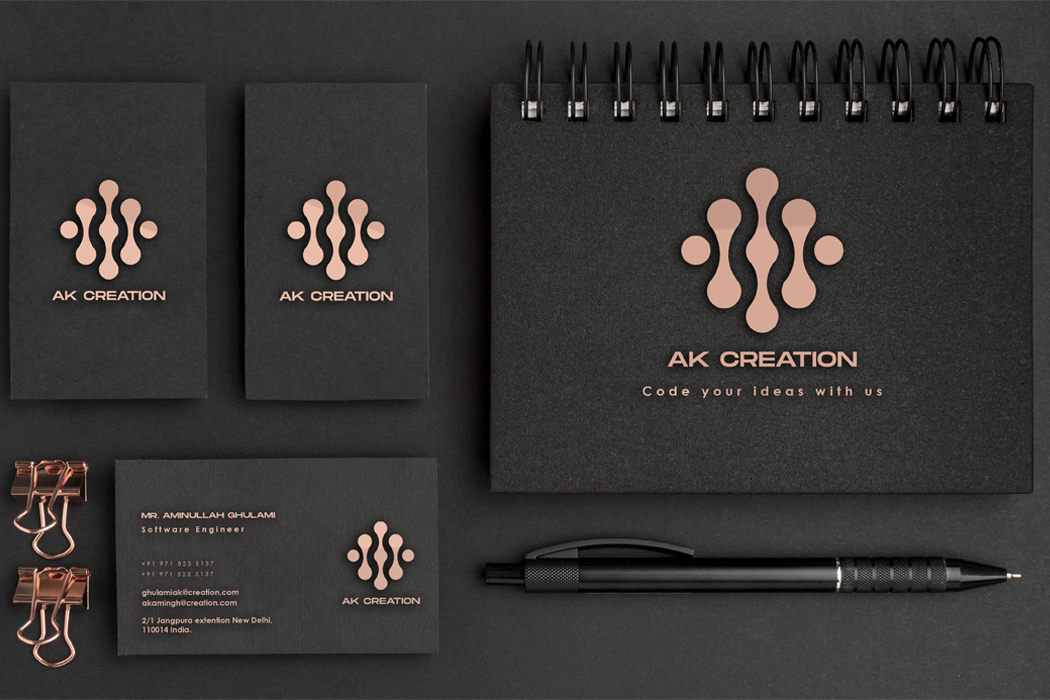 AK CREATION
AK CREATION
AK CREATION
Code your ideas with us
MR. AMINULLAH GHULAMI
Software Engineer
+91 971 823 5137
+91 971 823 5137
ghulamiak@creation.com
akamingh@creation.com
2/1 Jangpura extention New Delhi,
110014 India.
AK CREATION